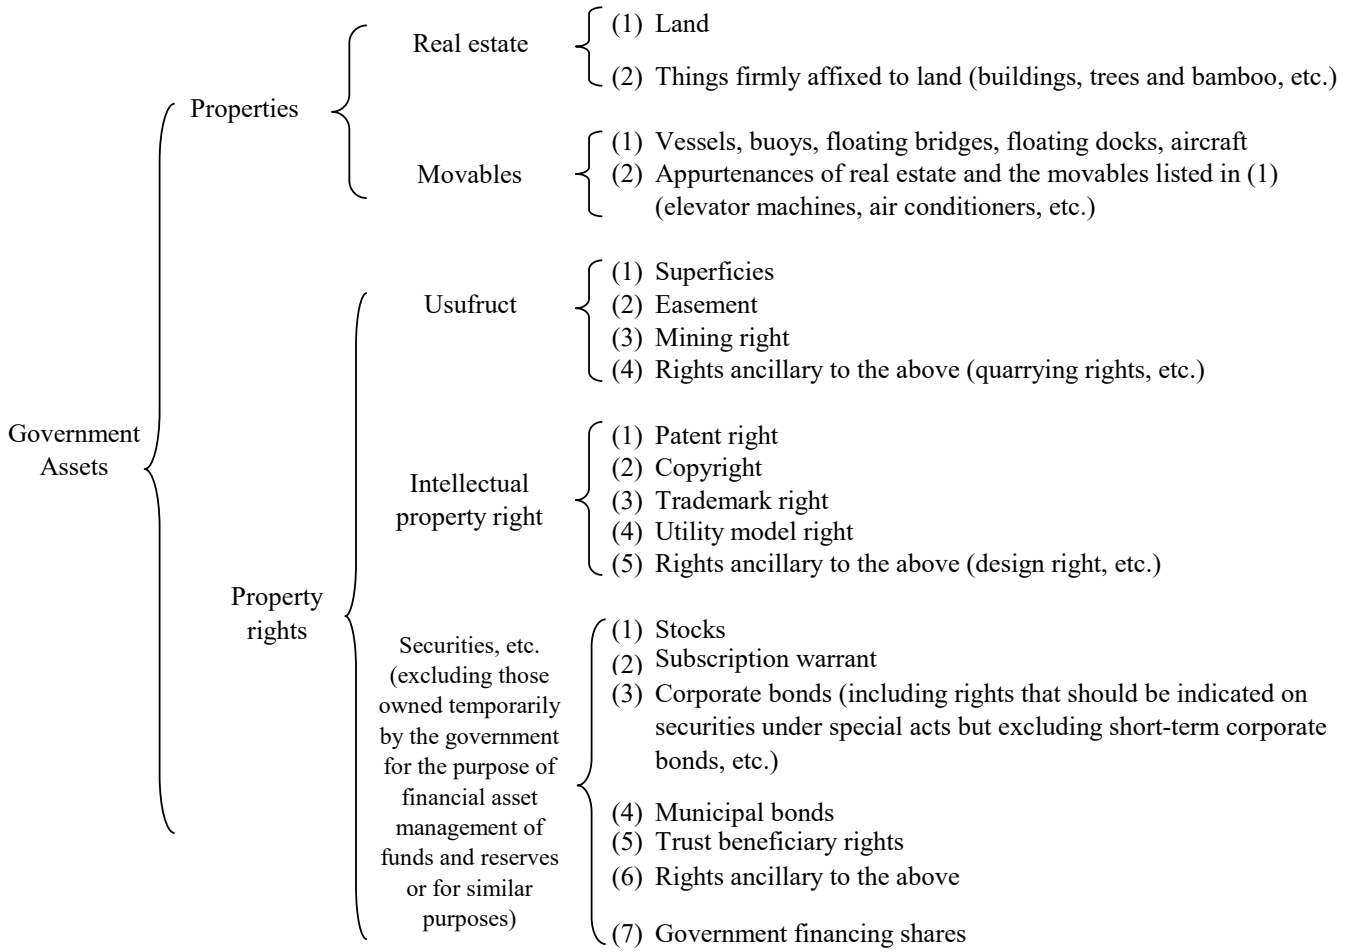 Government
Assets
Properties
Real estate
(1) Land
(2) Things firmly affixed to land (buildings, trees and bamboo, etc.)
Movables
(1) Vessels, buoys, floating bridges, floating docks, aircraft
(2) Appurtenances of real estate and the movables listed in (1)
(elevator machines, air conditioners, etc.)
Property
rights
Usufruct
(1) Superficies
(2) Easement
(3) Mining right
(4) Rights ancillary to the above (quarrying rights, etc.)
Intellectual
property right
(1) Patent right
(2) Copyright
(3) Trademark right
(4) Utility model right
(5) Rights ancillary to the above (design right, etc.)
Securities, etc.
(excluding those
owned temporarily
by the government
for the purpose of
financial asset
management of
funds and reserves
or for similar
purposes)
(1) Stocks
(2) Subscription warrant
(3) Corporate bonds (including rights that should be indicated on
securities under special acts but excluding short-term corporate
bonds, etc.)
(4) Municipal bonds
(5) Trust beneficiary rights
(6) Rights ancillary to the above
(7) Government financing shares